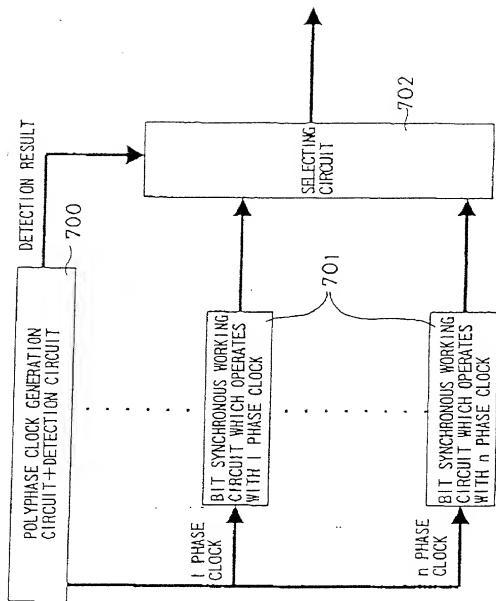 POLYPHASE CLOCK GENERATION
CIRCUIT+DETECTION CIRCUIT
700
DETECTION RESULT
1 PHASE
CLOCK
BIT SYNCHRONOUS WORKING
CIRCUIT WHICH OPERATES
WITH 1 PHASE CLOCK
701
SELECTING
CIRCUIT
702
n PHASE
CLOCK
BIT SYNCHRONOUS WORKING
CIRCUIT WHICH OPERATES
WITH n PHASE CLOCK